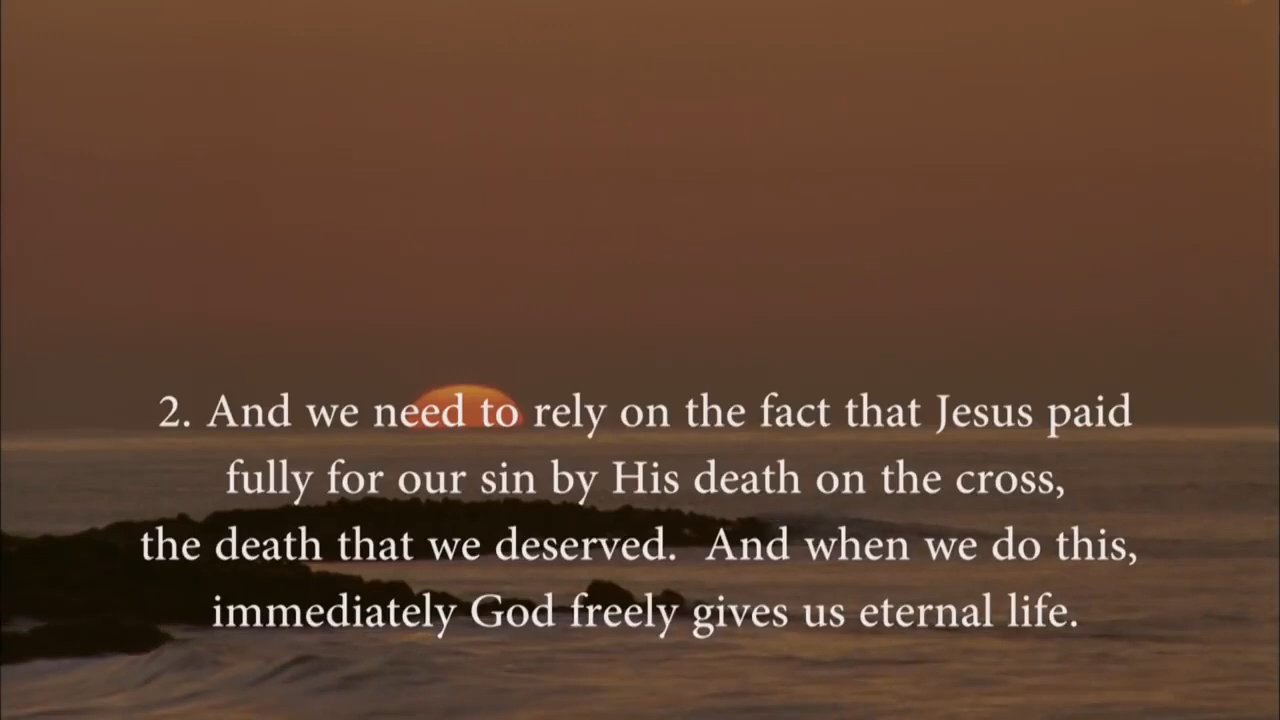 2. And we need to rely on the fact that Jesus paid
fully for our sin by His death on the cross,
the death that we deserved.  And when we do this,
immediately God freely gives us eternal life.